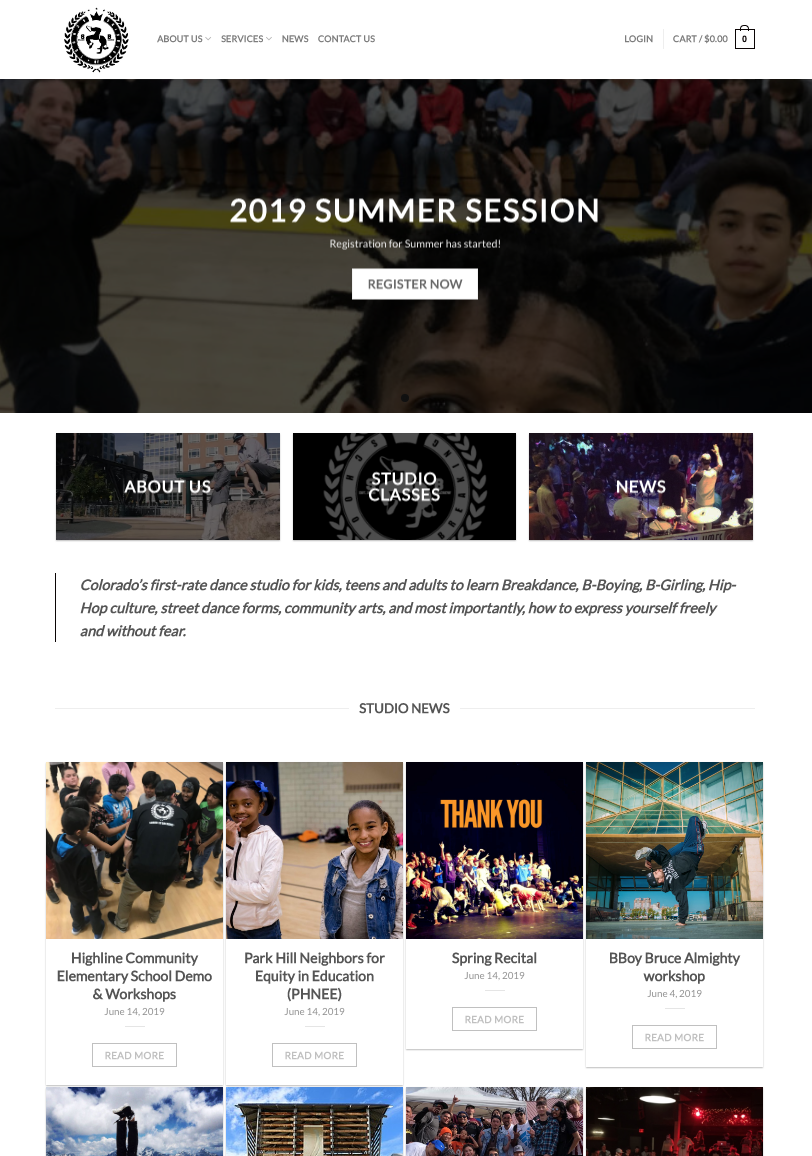 ABOUT US
SERVICES
NEWS
CONTACT US
LOGIN
CART / $0.00
0
2019 SUMMER SESSION
Registration for Summer has started!
REGISTER NOW
ABOUT US
STUDIO
CLASSES
NEWS
Colorado's first-rate dance studio for kids, teens and adults to learn Breakdance, B-Boying, B-Girling, Hip-
Hop culture, street dance forms, community arts, and most importantly, how to express yourself freely
and without fear.
STUDIO NEWS
THANK YOU
Highline Community
Elementary School Demo
& Workshops
June 14, 2019
READ MORE
Park Hill Neighbors for
Equity in Education
(PHNEE)
June 14, 2019
READ MORE
Spring Recital
June 14, 2019
READ MORE
BBoy Bruce Almighty
workshop
June 4, 2019
READ MORE